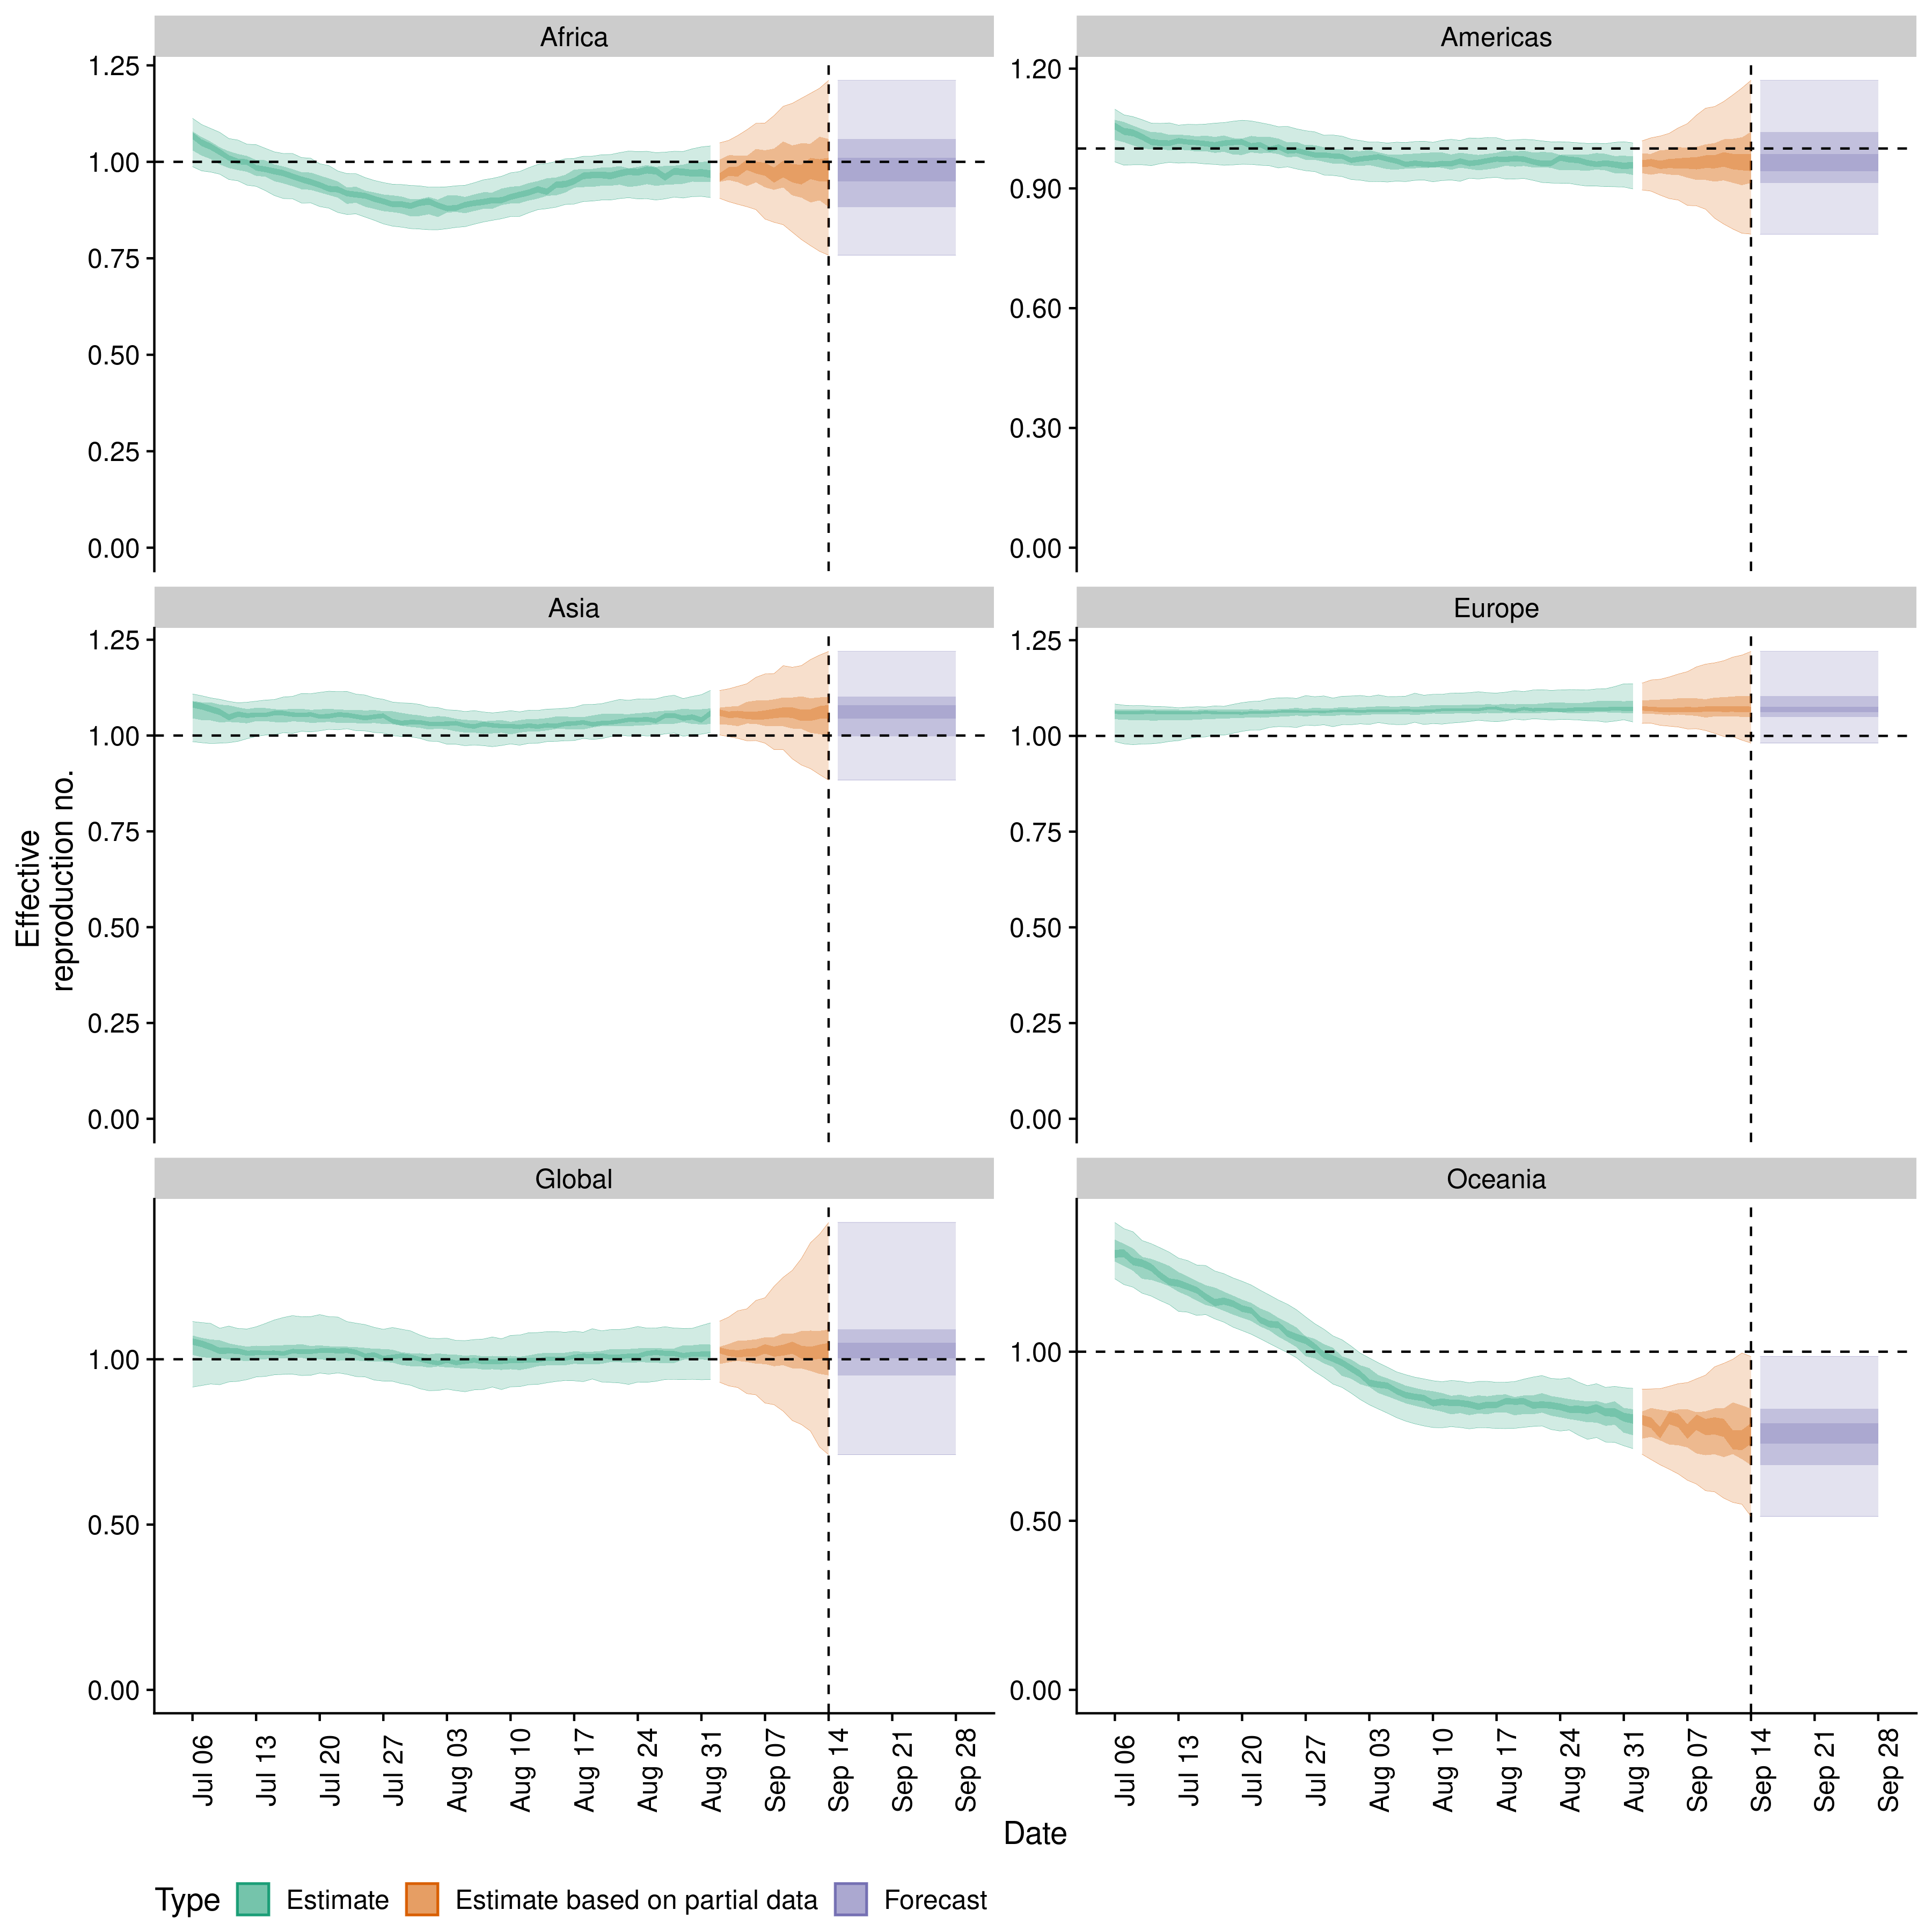 Africa
Americas
1.25
1.00
0.75
0.50
0.25
0.00
1.20
0.90
0.60
0.30
0.00
Asia
Europe
1.25
1.00
0.75
0.50
0.25
0.00
1.25
1.00
0.75
0.50
0.25
0.00
Effective
reproduction no.
Global
Oceania
1.00
0.50
0.00
1.00
0.50
0.00
Jul 06
Jul 13
Jul 20
Jul 27
Aug 03
Aug 10
Aug 17
Aug 24
Aug 31
Sep 07
Sep 14
Sep 21
Sep 28
Jul 06
Jul 13
Jul 20
Jul 27
Aug 03
Aug 10
Aug 17
Aug 24
Aug 31
Sep 07
Sep 14
Sep 21
Sep 28
Date
Type Estimate Estimate based on partial data Forecast